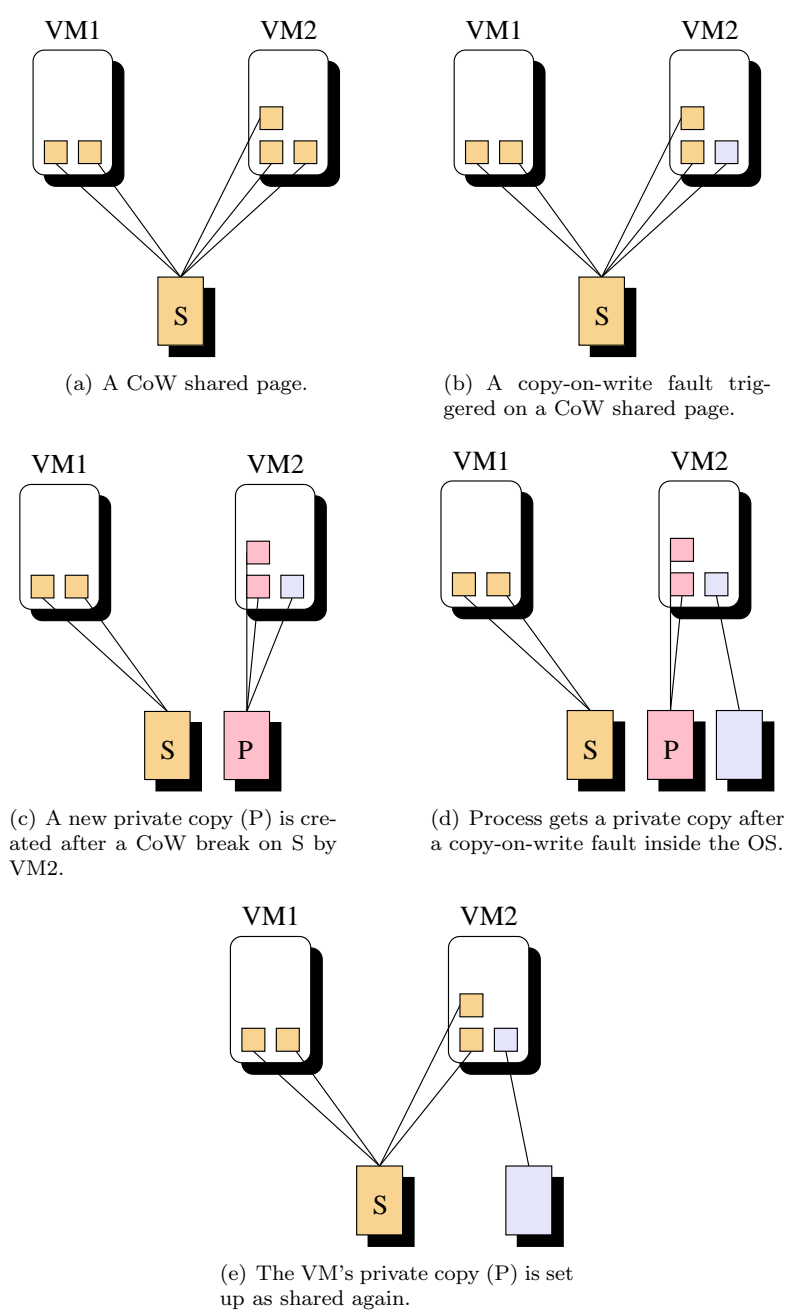 VM1 VM2
S
(a) A CoW shared page.
VM1 VM2
S
(b) A copy-on-write fault trig-
gered on a CoW shared page.
VM1 VM2
S P
(c) A new private copy (P) is cre-
ated after a CoW break on S by
VM2.
VM1 VM2
S P
(d) Process gets a private copy after
a copy-on-write fault inside the OS.
VM1 VM2
S
(e) The VM's private copy (P) is set
up as shared again.